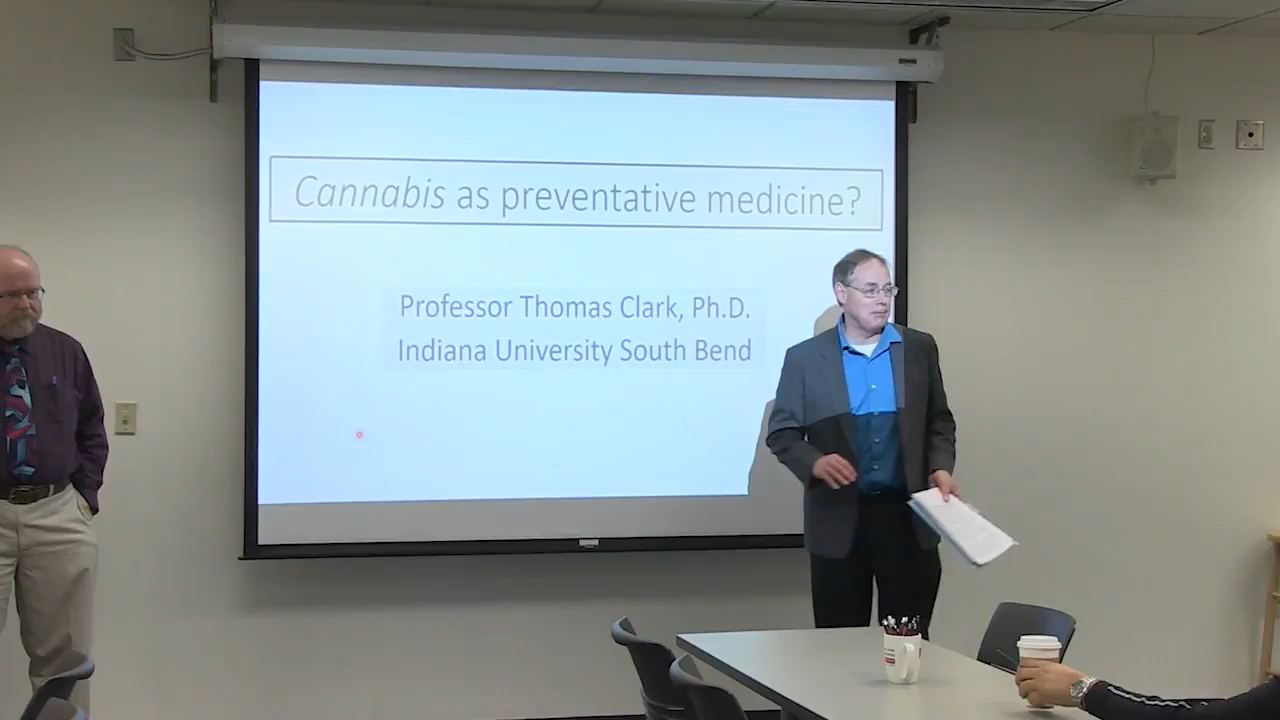 Cannabis as preventative medicine?
Professor Thomas Clark, Ph.D.
Indiana University South Bend